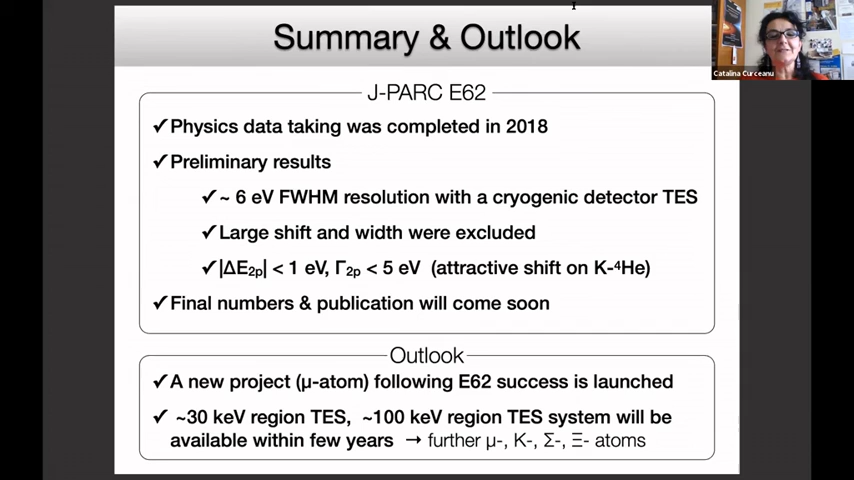 Summary & Outlook
Catalina Curceanu
J-PARC E62
✓Physics data taking was completed in 2018
✓Preliminary results
✓~ 6 eV FWHM resolution with a cryogenic detector TES
✓Large shift and width were excluded
✓|ΔE₂ₚ| < 1 eV, Γ₂ₚ < 5 eV (attractive shift on K-⁴He)
✓Final numbers & publication will come soon
Outlook
✓A new project (μ-atom) following E62 success is launched
✓ ~30 keV region TES, ~100 keV region TES system will be
available within few years → further μ-, K-, Σ-, Ξ- atoms